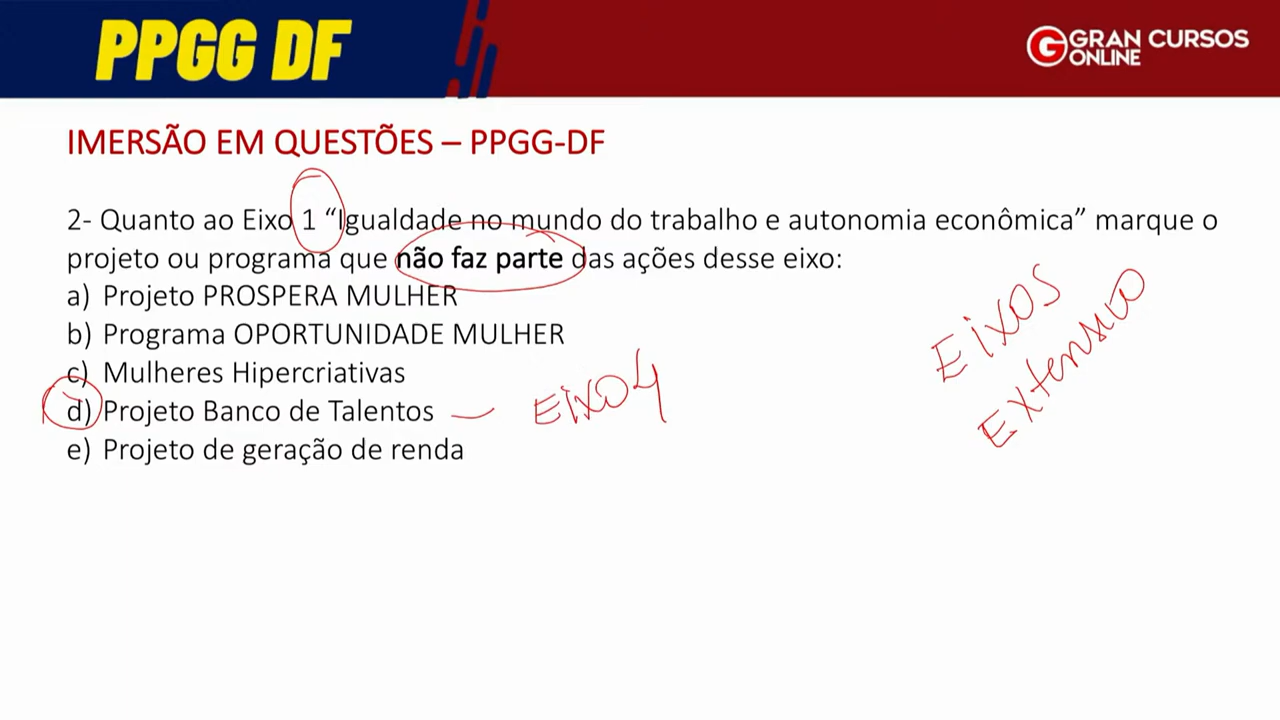 PPGG DF
GRAN CURSOS
ONLINE
IMERSÃO EM QUESTÕES – PPGG-DF
2- Quanto ao Eixo 1 “Igualdade no mundo do trabalho e autonomia econômica” marque o
projeto ou programa que não faz parte das ações desse eixo:
a) Projeto PROSPERA MULHER
b) Programa OPORTUNIDADE MULHER
c) Mulheres Hipercriativas
d) Projeto Banco de Talentos — EixO 4
e) Projeto de geração de renda
EixOS
EXtenso